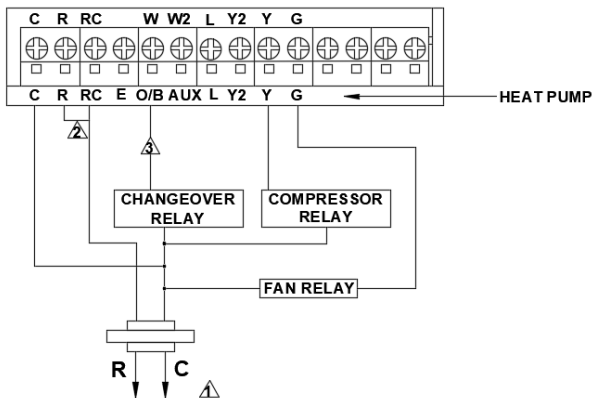 C R RC W W2 L Y2 Y G
C R RC E O/B AUX L Y2 Y G
HEAT PUMP
2
3
CHANGEOVER
RELAY
COMPRESSOR
RELAY
FAN RELAY
R C
1